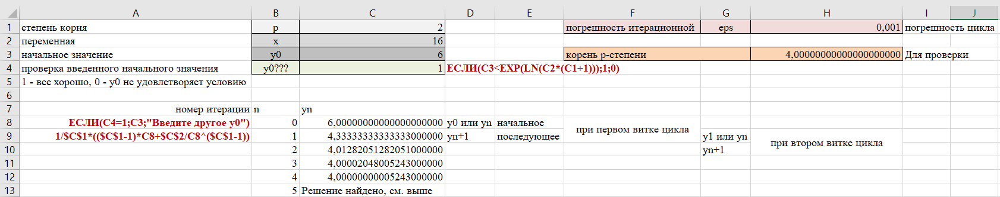 A B C D E F G H I J
1 степень корня p 2 погрешность итерационной eps 0,001 погрешность цикла
2 переменная x 16
3 начальное значение y0 6 корень p-степени 4,00000000000000000000 Для проверки
4 проверка введенного начального значения y0??? 1 ЕСЛИ(C3<EXP(LN(C2*(C1+1)));1;0)
5 1 - все хорошо, 0 - y0 не удовлетворяет условию
6
7 номер итерации n yn
8 ЕСЛИ(C4=1;C3;"Введите другое y0") 0 6,00000000000000000000 y0 или yn начальное при первом витке цикла
9 1/$C$1*(($C$1-1)*C8+$C$2/C8^($C$1-1)) 1 4,33333333333333000000 yn+1 последующее y1 или yn при втором витке цикла
10 2 4,01282051282051000000 yn+1
11 3 4,00002048005243000000
12 4 4,00000000005243000000
13 5 Решение найдено, см. выше